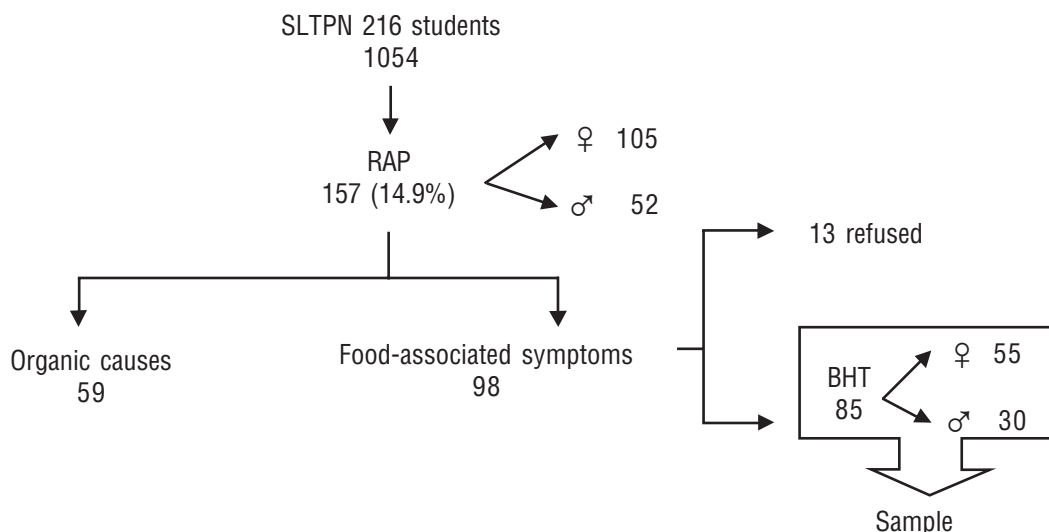 SLTPN 216 students
1054
RAP
157 (14.9%)
♀ 105
♂ 52
13 refused
Organic causes
59
Food-associated symptoms
98
BHT
85
♀ 55
♂ 30
Sample